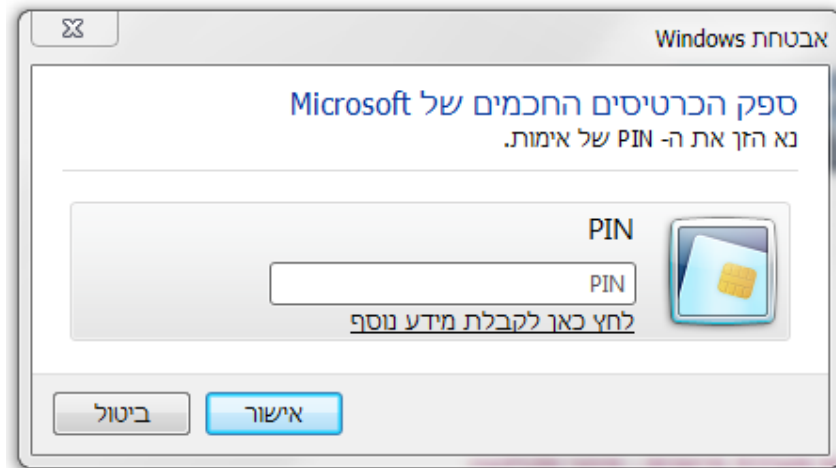 אבטחת Windows
ספק הכרטיסים החכמים של Microsoft
נא הזן את ה- PIN של אימות.
PIN
PIN
לחץ כאן לקבלת מידע נוסף
אישור
ביטול